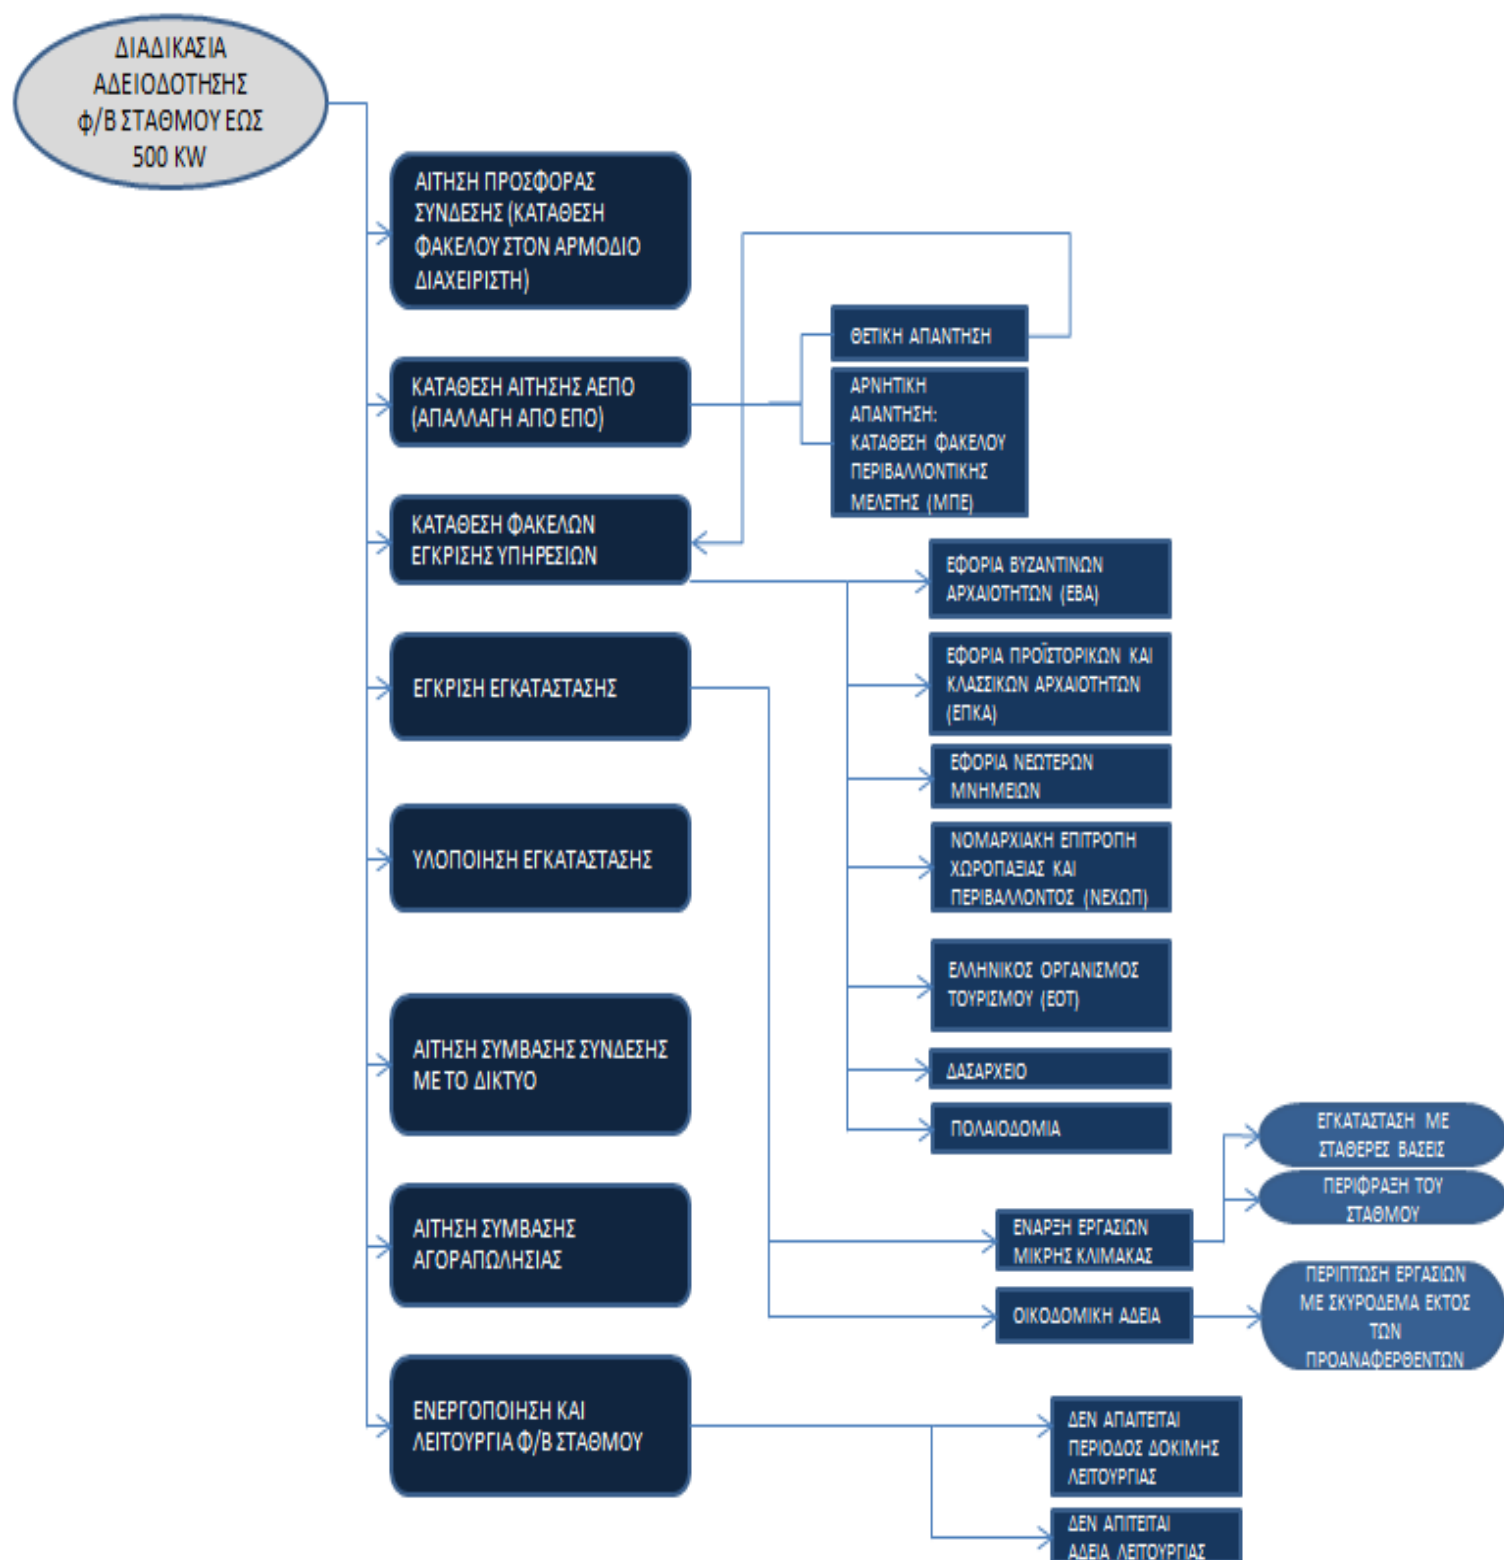 ΔΙΑΔΙΚΑΣΙΑ
ΑΔΕΙΟΔΟΤΗΣΗΣ
Φ/Β ΣΤΑΘΜΟΥ ΕΩΣ
500 KW
ΑΙΤΗΣΗ ΠΡΟΣΦΟΡΑΣ
ΣΥΝΔΕΣΗΣ (ΚΑΤΑΘΕΣΗ
ΦΑΚΕΛΟΥ ΣΤΟΝ ΑΡΜΟΔΙΟ
ΔΙΑΧΕΙΡΙΣΤΗ)
ΚΑΤΑΘΕΣΗ ΑΙΤΗΣΗΣ ΑΕΠΟ
(ΑΠΑΛΛΑΓΗ ΑΠΟ ΕΠΟ)
ΘΕΤΙΚΗ ΑΠΑΝΤΗΣΗ
ΑΡΝΗΤΙΚΗ
ΑΠΑΝΤΗΣΗ:
ΚΑΤΑΘΕΣΗ ΦΑΚΕΛΟΥ
ΠΕΡΙΒΑΛΛΟΝΤΙΚΗΣ
ΜΕΛΕΤΗΣ (ΜΠΕ)
ΚΑΤΑΘΕΣΗ ΦΑΚΕΛΩΝ
ΕΓΚΡΙΣΗΣ ΥΠΗΡΕΣΙΩΝ
ΕΦΟΡΙΑ ΒΥΖΑΝΤΙΝΩΝ
ΑΡΧΑΙΟΤΗΤΩΝ (ΕΒΑ)
ΕΦΟΡΙΑ ΠΡΟΪΣΤΟΡΙΚΩΝ ΚΑΙ
ΚΛΑΣΣΙΚΩΝ ΑΡΧΑΙΟΤΗΤΩΝ
(ΕΠΚΑ)
ΕΦΟΡΙΑ ΝΕΩΤΕΡΩΝ
ΜΝΗΜΕΙΩΝ
ΝΟΜΑΡΧΙΑΚΗ ΕΠΙΤΡΟΠΗ
ΧΩΡΟΠΑΞΙΑΣ ΚΑΙ
ΠΕΡΙΒΑΛΛΟΝΤΟΣ (ΝΕΧΩΠ)
ΕΛΛΗΝΙΚΟΣ ΟΡΓΑΝΙΣΜΟΣ
ΤΟΥΡΙΣΜΟΥ (ΕΟΤ)
ΔΑΣΑΡΧΕΙΟ
ΠΟΛΑΙΟΔΟΜΙΑ
ΕΓΚΡΙΣΗ ΕΓΚΑΤΑΣΤΑΣΗΣ
ΕΝΑΡΞΗ ΕΡΓΑΣΙΩΝ
ΜΙΚΡΗΣ ΚΛΙΜΑΚΑΣ
ΕΓΚΑΤΑΣΤΑΣΗ ΜΕ
ΣΤΑΘΕΡΕΣ ΒΑΣΕΙΣ
ΠΕΡΙΦΡΑΞΗ ΤΟΥ
ΣΤΑΘΜΟΥ
ΟΙΚΟΔΟΜΙΚΗ ΑΔΕΙΑ
ΠΕΡΙΠΤΩΣΗ ΕΡΓΑΣΙΩΝ
ΜΕ ΣΚΥΡΟΔΕΜΑ ΕΚΤΟΣ
ΤΩΝ
ΠΡΟΑΝΑΦΕΡΘΕΝΤΩΝ
ΥΛΟΠΟΙΗΣΗ ΕΓΚΑΤΑΣΤΑΣΗΣ
ΑΙΤΗΣΗ ΣΥΜΒΑΣΗΣ ΣΥΝΔΕΣΗΣ
ΜΕ ΤΟ ΔΙΚΤΥΟ
ΑΙΤΗΣΗ ΣΥΜΒΑΣΗΣ
ΑΓΟΡΑΠΩΛΗΣΙΑΣ
ΕΝΕΡΓΟΠΟΙΗΣΗ ΚΑΙ
ΛΕΙΤΟΥΡΓΙΑ Φ/Β ΣΤΑΘΜΟΥ
ΔΕΝ ΑΠΑΙΤΕΙΤΑΙ
ΠΕΡΙΟΔΟΣ ΔΟΚΙΜΗΣ
ΛΕΙΤΟΥΡΓΙΑΣ
ΔΕΝ ΑΠΙΤΕΙΤΑΙ
ΑΔΕΙΑ ΛΕΙΤΟΥΡΓΙΑΣ